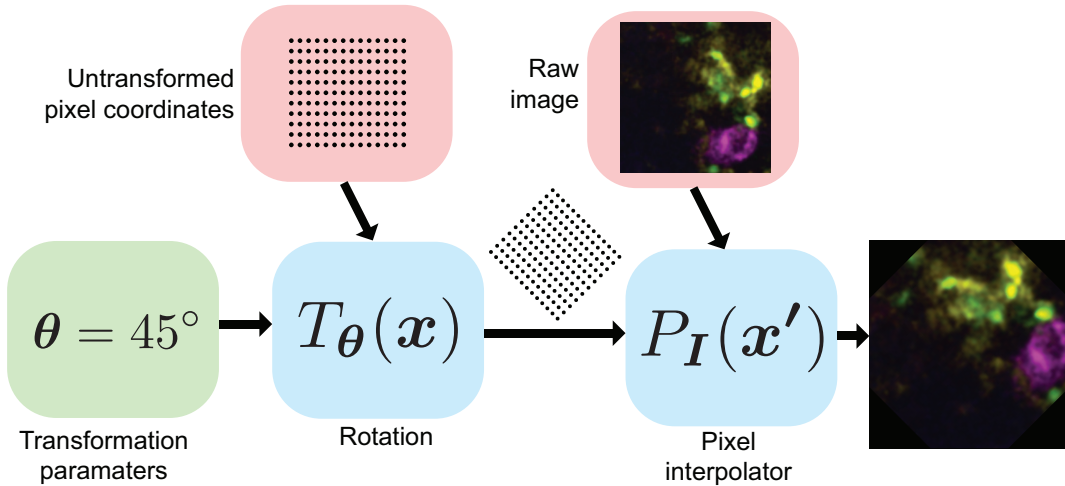 Untransformed
pixel coordinates
Raw
image
θ = 45°
T_θ(x)
P_I(x′)
Transformation
paramaters
Rotation
Pixel
interpolator